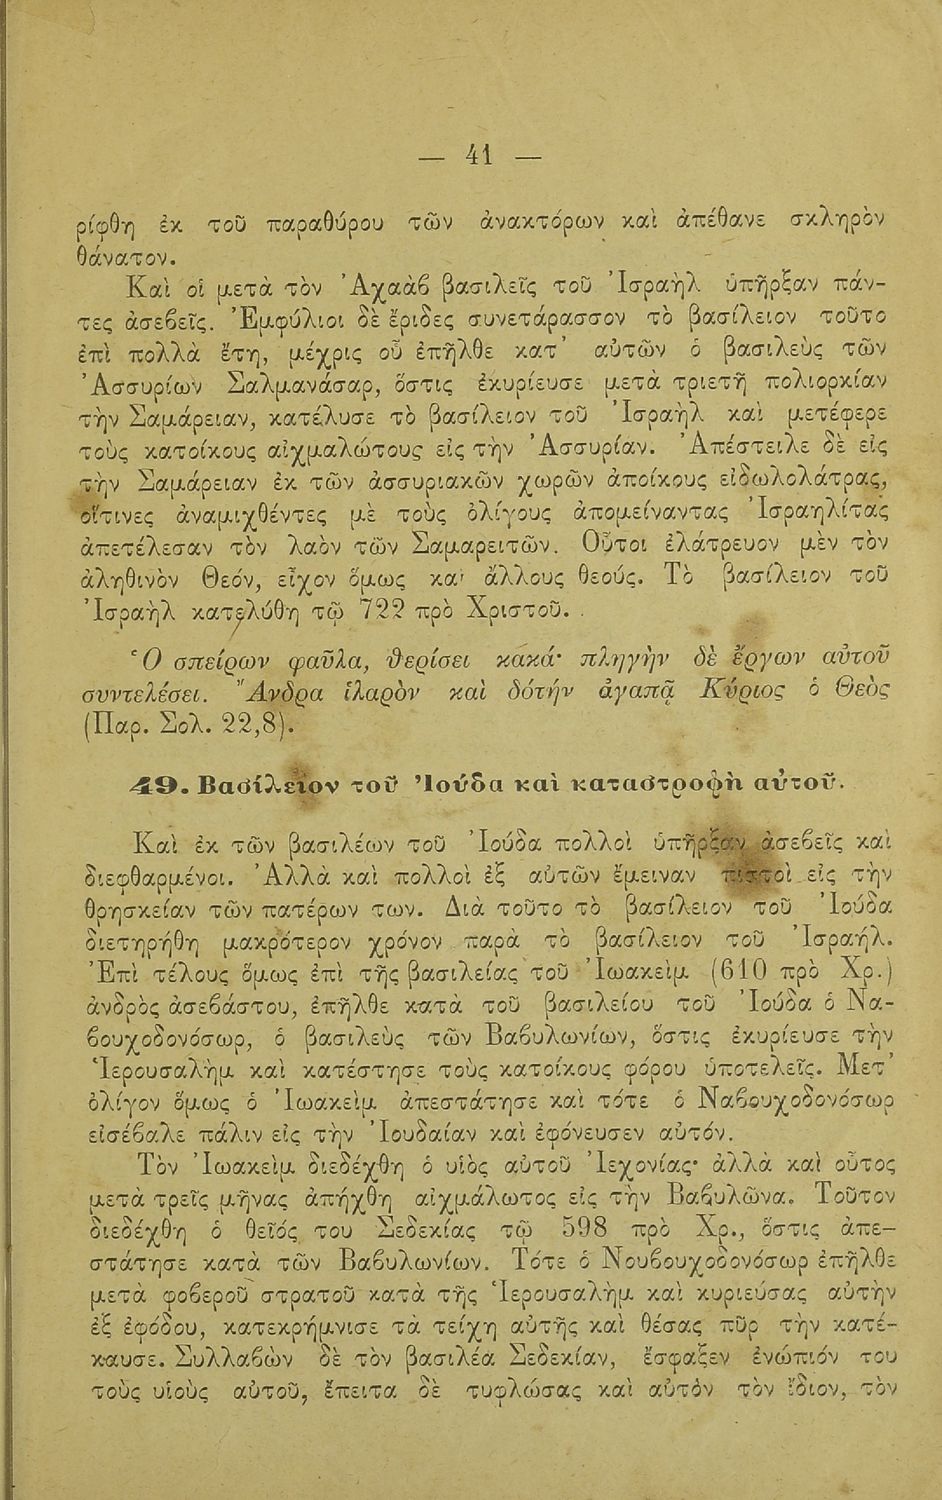 — 41 —
ρίφθη ἐκ τοῦ παραθύρου τῶν ἀνακτόρων καὶ ἀπέθανε σκληρὸν
θάνατον.
Καὶ οἱ μετὰ τὸν Ἀχαὰϐ βασιλεῖς τοῦ Ἰσραὴλ ὑπῆρξαν πάν-
τες ἀσεϐεῖς. Ἐμφύλιοι δὲ ἔριδες συνετάρασσον τὸ βασίλειον τοῦτο
ἐπὶ πολλὰ ἔτη, μέχρις οὗ ἐπῆλθε κατ’ αὐτῶν ὁ βασιλεὺς τῶν
Ἀσσυρίων Σαλμανάσαρ, ὅστις ἐκυρίευσε μετὰ τριετῆ πολιορκίαν
τὴν Σαμάρειαν, κατέλυσε τὸ βασίλειον τοῦ Ἰσραὴλ καὶ μετέφερε
τοὺς κατοίκους αἰχμαλώτους εἰς τὴν Ἀσσυρίαν. Ἀπέστειλε δὲ εἰς
τὴν Σαμάρειαν ἐκ τῶν ἀσσυριακῶν χωρῶν ἀποίκους εἰδωλολάτρας,
οἵτινες ἀναμιχθέντες μὲ τοὺς ὀλίγους ἀπομείναντας Ἰσραηλίτας
ἀπετέλεσαν τὸν λαὸν τῶν Σαμαρειτῶν. Οὗτοι ἐλάτρευον μὲν τὸν
ἀληθινὸν Θεόν, εἶχον ὅμως καὶ ἄλλους θεούς. Τὸ βασίλειον τοῦ
Ἰσραὴλ κατελύθη τῷ 722 πρὸ Χριστοῦ.
Ὁ σπείρων φαῦλα, θερίσει κακά· πληγὴν δὲ ἔργων αὐτοῦ
συντελέσει. Ἄνδρα ἱλαρὸν καὶ δότήν ἀγαπᾷ Κύριος ὁ Θεὸς
(Παρ. Σολ. 22,8).
49. Βασίλειον τοῦ Ἰούδα καὶ καταστροφὴ αὐτοῦ.
Καὶ ἐκ τῶν βασιλέων τοῦ Ἰούδα πολλοὶ ὑπῆρξαν ἀσεϐεῖς καὶ
διεφθαρμένοι. Ἀλλὰ καὶ πολλοὶ ἐξ αὐτῶν ἔμειναν πιστοὶ εἰς τὴν
θρησκείαν τῶν πατέρων των. Διὰ τοῦτο τὸ βασίλειον τοῦ Ἰούδα
διετηρήθη μακρότερον χρόνον παρὰ τὸ βασίλειον τοῦ Ἰσραήλ.
Ἐπὶ τέλους ὅμως ἐπὶ τῆς βασιλείας τοῦ Ἰωακεὶμ (610 πρὸ Χρ.)
ἀνδρὸς ἀσεϐάστου, ἐπῆλθε κατὰ τοῦ βασιλείου τοῦ Ἰούδα ὁ Να-
ϐουχοδονόσωρ, ὁ βασιλεὺς τῶν Βαϐυλωνίων, ὅστις ἐκυρίευσε τὴν
Ἱερουσαλὴμ καὶ κατέστησε τοὺς κατοίκους φόρου ὑποτελεῖς. Μετ’
ὀλίγον ὅμως ὁ Ἰωακεὶμ ἀπεστάτησε καὶ τότε ὁ Ναϐουχοδονόσωρ
εἰσέϐαλε πάλιν εἰς τὴν Ἰουδαίαν καὶ ἐφόνευσεν αὐτόν.
Τὸν Ἰωακεὶμ διεδέχθη ὁ υἱὸς αὐτοῦ Ἰεχονίας· ἀλλὰ καὶ οὗτος
μετὰ τρεῖς μῆνας ἀπήχθη αἰχμάλωτος εἰς τὴν Βαϐυλῶνα. Τοῦτον
διεδέχθη ὁ θεῖός του Σεδεκίας τῷ 598 πρὸ Χρ., ὅστις ἀπε-
στάτησε κατὰ τῶν Βαϐυλωνίων. Τότε ὁ Νουϐουχοδονόσωρ ἐπῆλθε
μετὰ φοϐεροῦ στρατοῦ κατὰ τῆς Ἱερουσαλὴμ καὶ κυριεύσας αὐτὴν
ἐξ ἐφόδου, κατεκρήμνισε τὰ τείχη αὐτῆς καὶ θέσας πῦρ τὴν κατέ-
καυσε. Συλλαϐὼν δὲ τὸν βασιλέα Σεδεκίαν, ἔσφαξεν ἐνώπιόν του
τοὺς υἱοὺς αὐτοῦ, ἔπειτα δὲ τυφλώσας καὶ αὐτὸν τὸν ἴδιον, τὸν